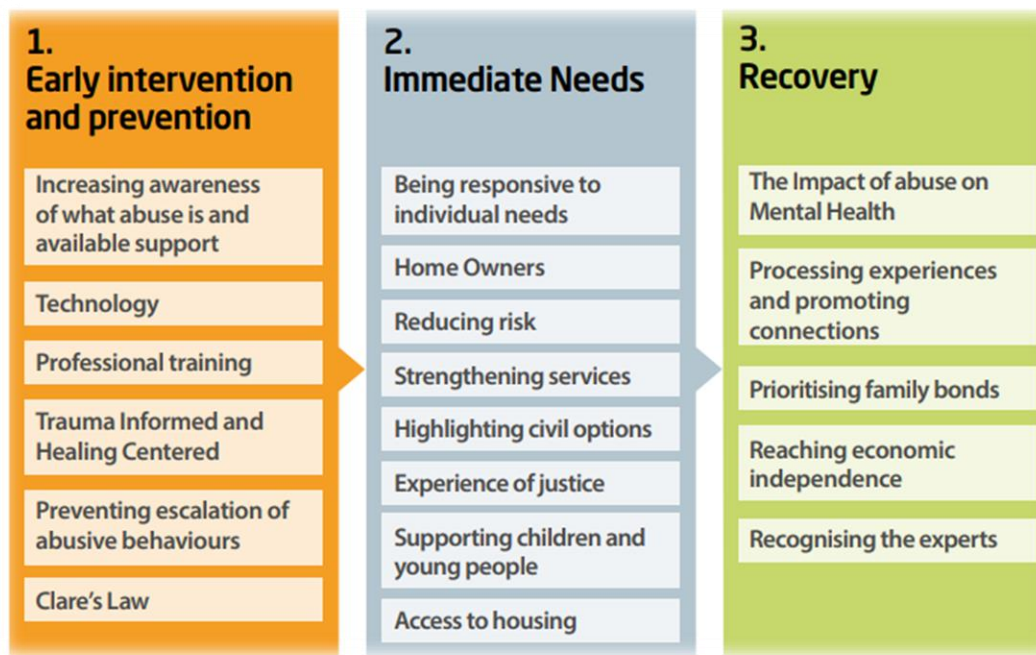 1.
Early intervention
and prevention
Increasing awareness
of what abuse is and
available support
Technology
Professional training
Trauma Informed and
Healing Centered
Preventing escalation of
abusive behaviours
Clare's Law
2.
Immediate Needs
Being responsive to
individual needs
Home Owners
Reducing risk
Strengthening services
Highlighting civil options
Experience of justice
Supporting children and
young people
Access to housing
3.
Recovery
The Impact of abuse on
Mental Health
Processing experiences
and promoting
connections
Prioritising family bonds
Reaching economic
independence
Recognising the experts